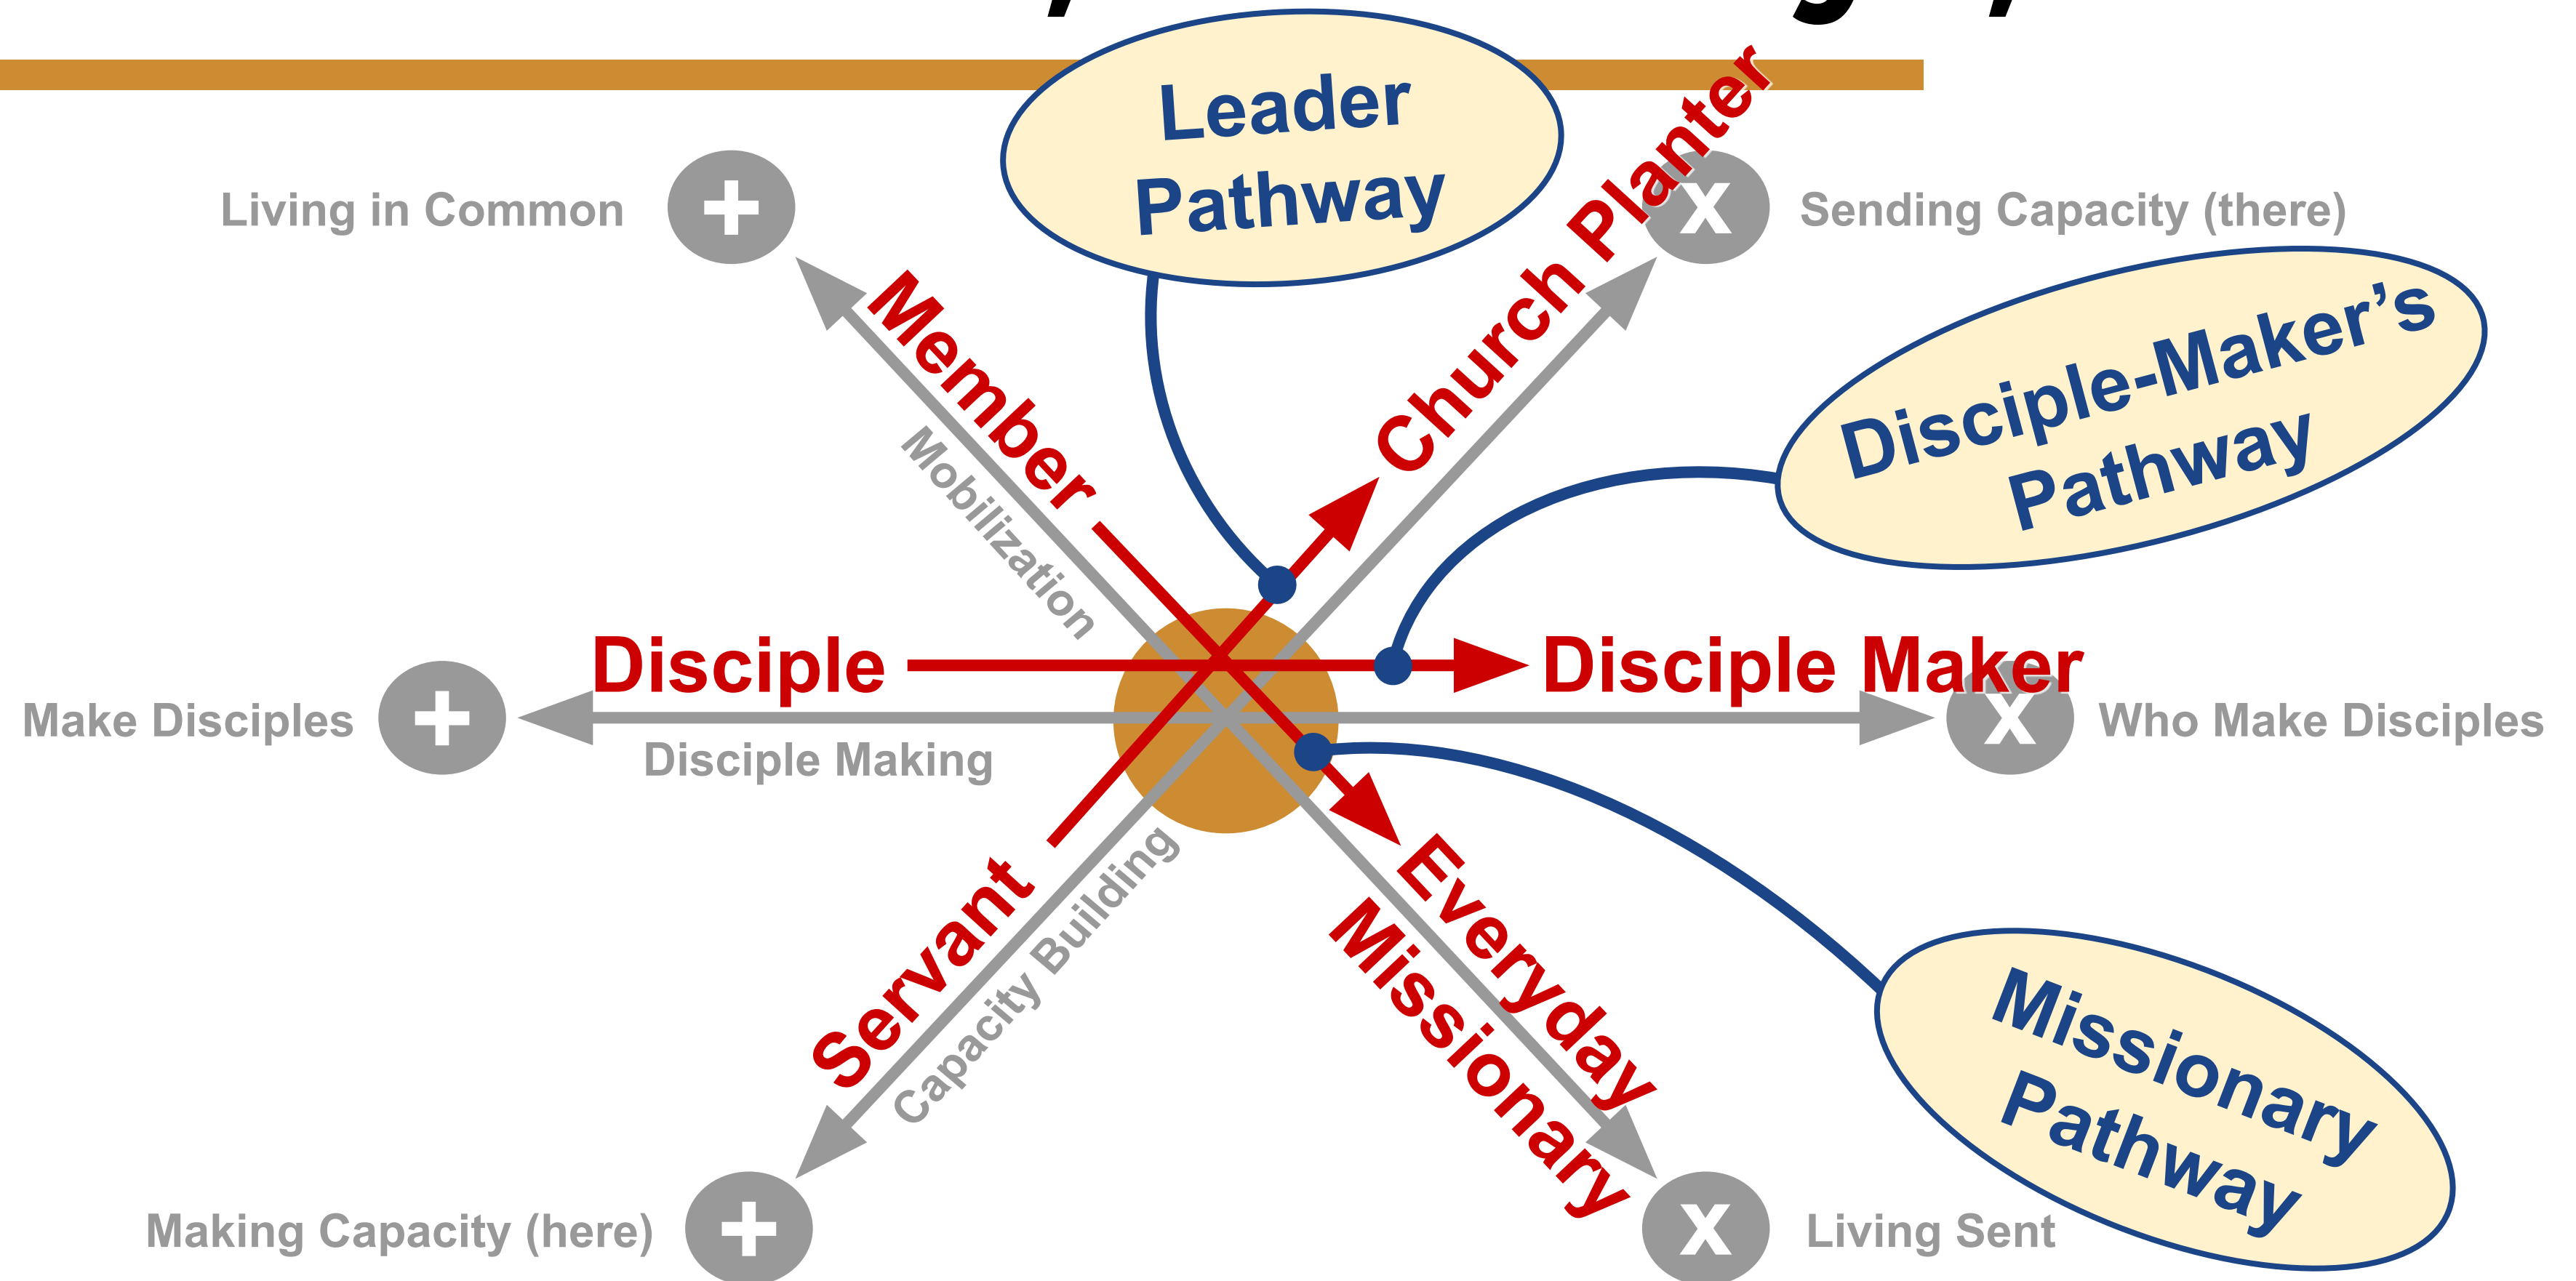 Leader
Pathway
Church Planter
Living in Common
+
x
Sending Capacity (there)
Member
Mobilization
Disciple-Maker’s
Pathway
Disciple
Disciple Maker
Make Disciples
+
x
Who Make Disciples
Disciple Making
Servant
Capacity Building
Everyday
Missionary
Missionary
Pathway
Making Capacity (here)
+
x
Living Sent